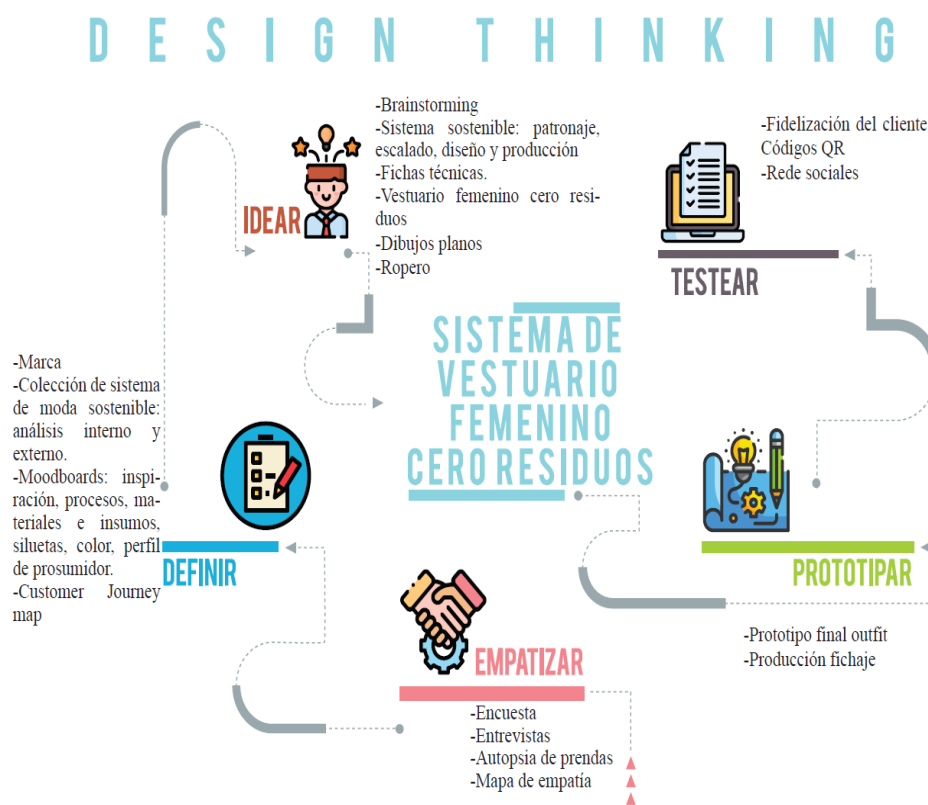 DESIGN THINKING
-Brainstorming
-Sistema sostenible: patronaje,
escalado, diseño y producción
-Fichas técnicas.
-Vestuario femenino cero resi-
duos
-Dibujos planos
-Ropero
IDEAR
-Fidelización del cliente
Códigos QR
-Rede sociales
TESTEAR
SISTEMA DE
VESTUARIO
FEMENINO
CERO RESIDUOS
-Marca
-Colección de sistema
de moda sostenible:
análisis interno y
externo.
-Moodboards: inspi-
ración, procesos, ma-
teriales e insumos,
siluetas, color, perfil
de prosumidor.
-Customer Journey
map
DEFINIR
PROTOTIPAR
-Prototipo final outfit
-Producción fichaje
EMPATIZAR
-Encuesta
-Entrevistas
-Autopsia de prendas
-Mapa de empatía